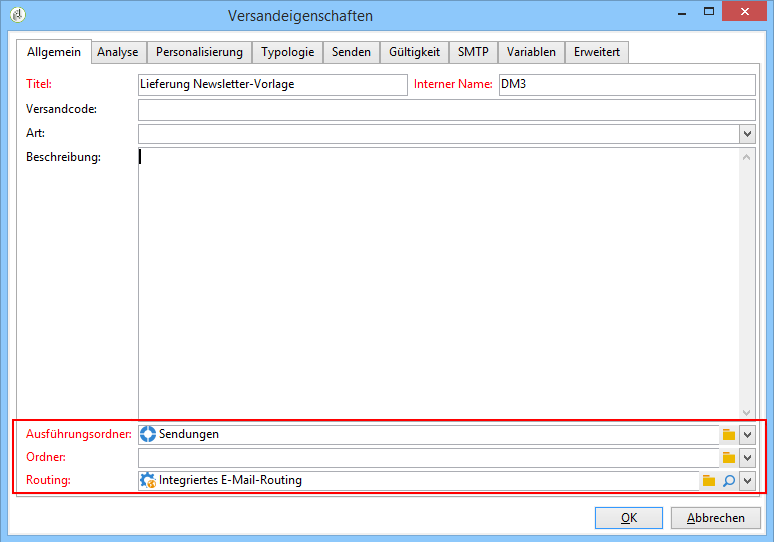 Versandeigenschaften
Allgemein Analyse Personalisierung Typologie Senden Gültigkeit SMTP Variablen Erweitert
Titel: Lieferung Newsletter-Vorlage Interner Name: DM3
Versandcode:
Art:
Beschreibung:
Ausführungsordner: Sendungen
Ordner:
Routing: Integriertes E-Mail-Routing
OK Abbrechen